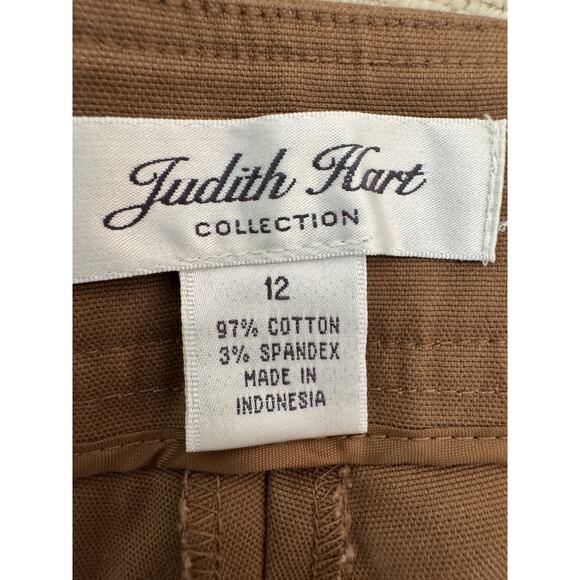 Judith Hart
COLLECTION
12
97% COTTON
3% SPANDEX
MADE IN
INDONESIA